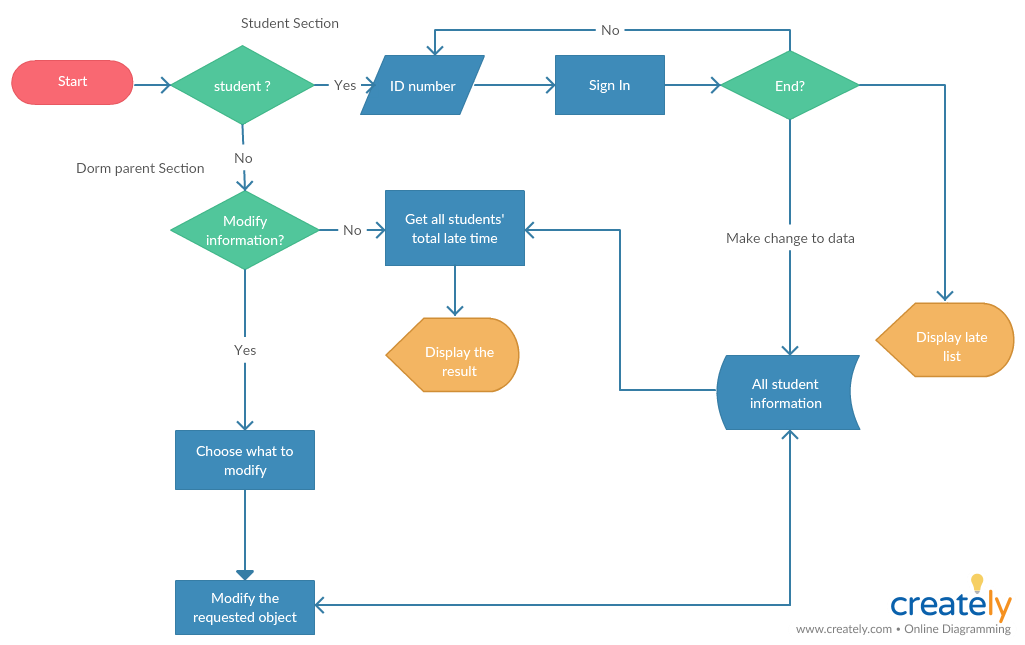 Student Section
No
Start
student ?
Yes
ID number
Sign In
End?
No
Dorm parent Section
Modify
information?
No
Get all students'
total late time
Make change to data
Yes
Display the
result
Display late
list
All student
information
Choose what to
modify
Modify the
requested object
creately
www.creately.com • Online Diagramming